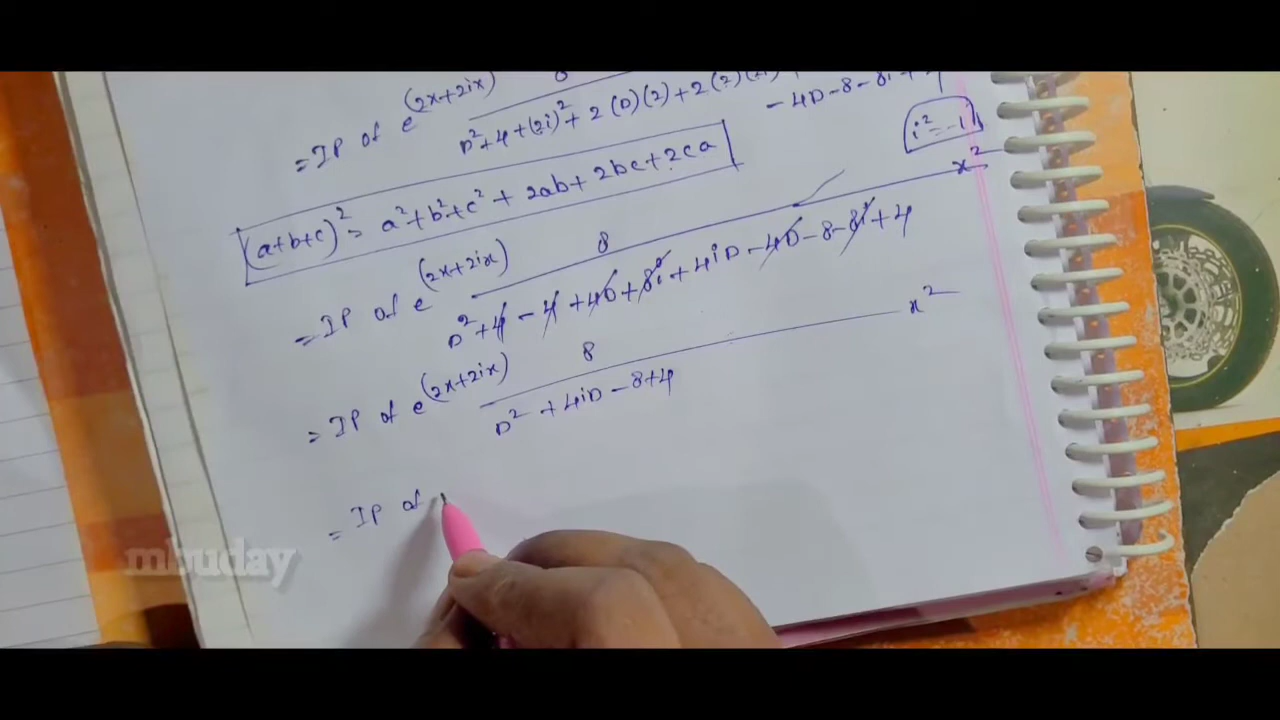 8
= IP of e^(2x+2ix) D²+4+(2i)²+2(D)(2)+2(2)(2i)
- 4D-8-8i+4
i²=-1
(a+b+c)² = a²+b²+c²+2ab+2bc+2ca
= IP of e^(2x+2ix) 8 x²
D²+4-4+4D+8i+4iD-4D-8-8i+4
= IP of e^(2x+2ix) 8 x²
D²+4iD-8+4
= IP of
mbuday